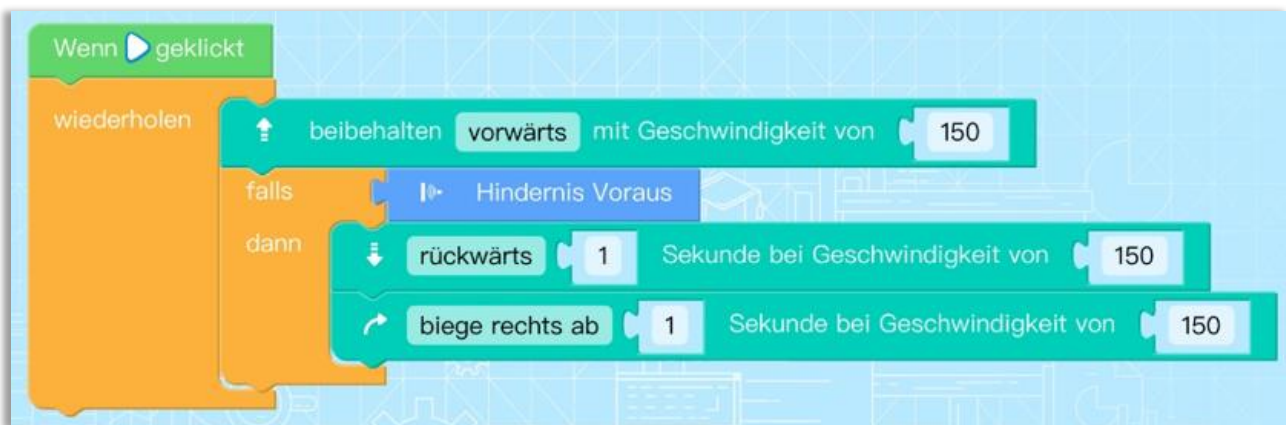 Wenn geklickt
wiederholen
beibehalten vorwärts mit Geschwindigkeit von 150
falls Hindernis Voraus
dann
rückwärts 1 Sekunde bei Geschwindigkeit von 150
biege rechts ab 1 Sekunde bei Geschwindigkeit von 150